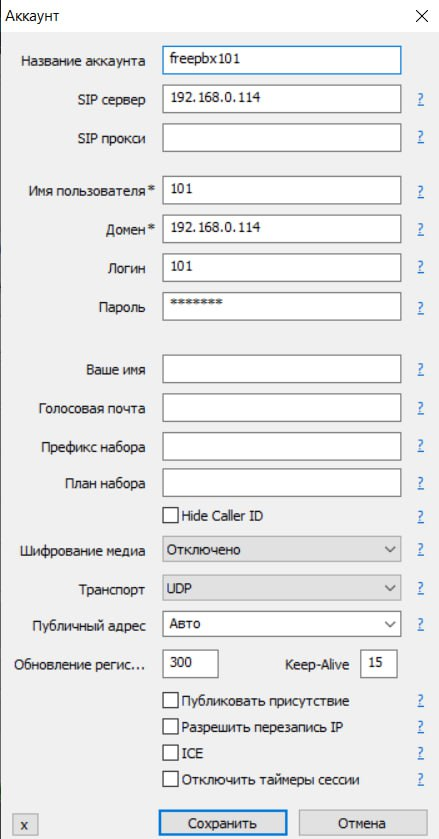 Аккаунт
Название аккаунта freepbx101
SIP сервер 192.168.0.114 ?
SIP прокси ?
Имя пользователя* 101 ?
Домен* 192.168.0.114 ?
Логин 101 ?
Пароль ******* ?
Ваше имя ?
Голосовая почта ?
Префикс набора ?
План набора ?
Hide Caller ID ?
Шифрование медиа Отключено ?
Транспорт UDP ?
Публичный адрес Авто ?
Обновление регис... 300 Keep-Alive 15 ?
Публиковать присутствие ?
Разрешить перезапись IP ?
ICE ?
Отключить таймеры сессии ?
x Сохранить Отмена